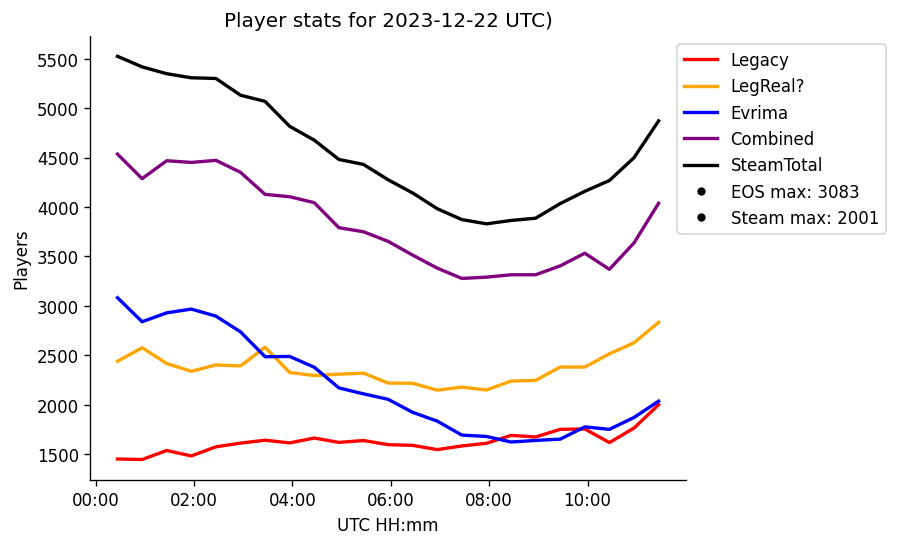 Player stats for 2023-12-22 UTC)
Legacy
LegReal?
Evrima
Combined
SteamTotal
EOS max: 3083
Steam max: 2001
Players
5500
5000
4500
4000
3500
3000
2500
2000
1500
00:00 02:00 04:00 06:00 08:00 10:00
UTC HH:mm